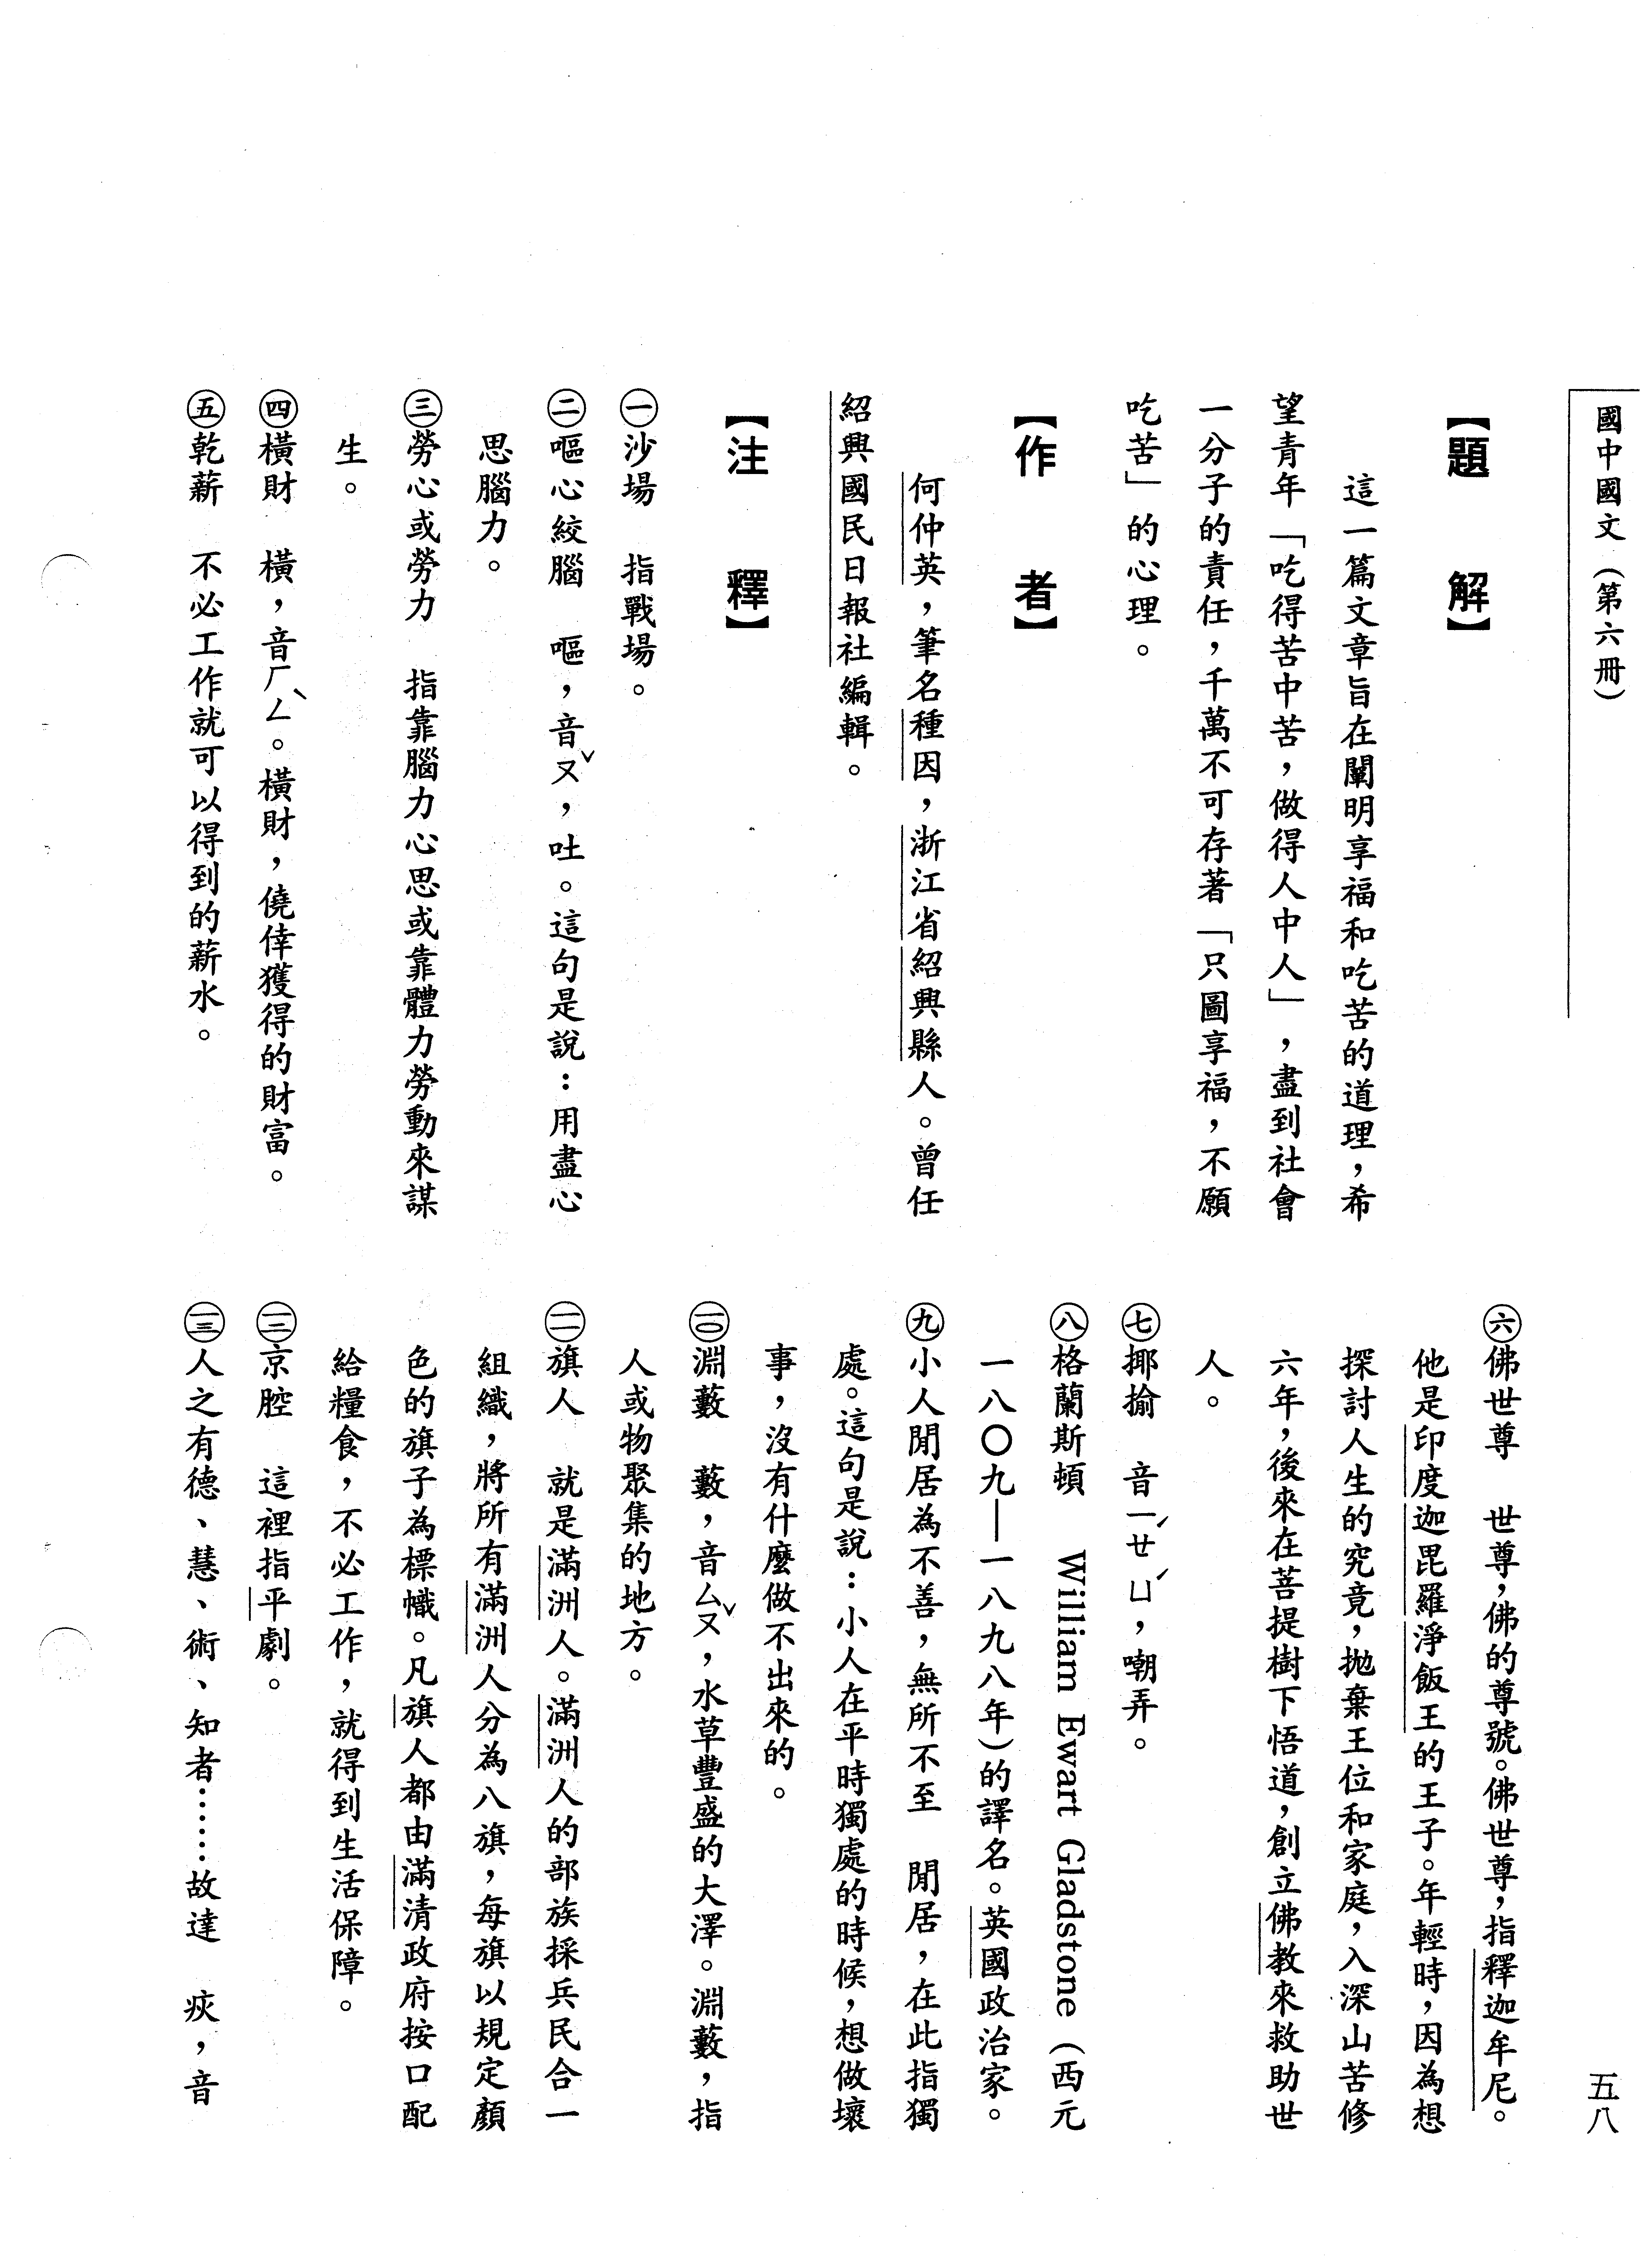 國中國文（第六冊）
五八
【題　解】
這一篇文章旨在闡明享福和吃苦的道理，希
望青年「吃得苦中苦，做得人中人」，盡到社會
一分子的責任，千萬不可存著「只圖享福，不願
吃苦」的心理。
【作　者】
何仲英，筆名種因，浙江省紹興縣人。曾任
紹興國民日報社編輯。
【注　釋】
㊀沙場　指戰場。
㊁嘔心絞腦　嘔，音ㄡˇ，吐。這句是說：用盡心
思腦力。
㊂勞心或勞力　指靠腦力心思或靠體力勞動來謀
生。
㊃橫財　橫，音ㄏㄥˋ。橫財，僥倖獲得的財富。
㊄乾薪　不必工作就可以得到的薪水。
㊅佛世尊　世尊，佛的尊號。佛世尊，指釋迦牟尼。
他是印度迦毘羅淨飯王的王子。年輕時，因為想
探討人生的究竟，拋棄王位和家庭，入深山苦修
六年，後來在菩提樹下悟道，創立佛教來救助世
人。
㊆揶揄　音ㄧㄝˊ ㄩˊ，嘲弄。
㊇格蘭斯頓　William Ewart Gladstone（西元
一八〇九—一八九八年）的譯名。英國政治家。
㊈小人閒居為不善，無所不至　閒居，在此指獨
處。這句是說：小人在平時獨處的時候，想做壞
事，沒有什麼做不出來的。
㊀㊉淵藪　藪，音ㄙㄡˇ，水草豐盛的大澤。淵藪，指
人或物聚集的地方。
(一一)旗人　就是滿洲人。滿洲人的部族採兵民合一
組織，將所有滿洲人分為八旗，每旗以規定顏
色的旗子為標幟。凡旗人都由滿清政府按口配
給糧食，不必工作，就得到生活保障。
(一二)京腔　這裡指平劇。
(一三)人之有德、慧、術、知者……故達　疢，音